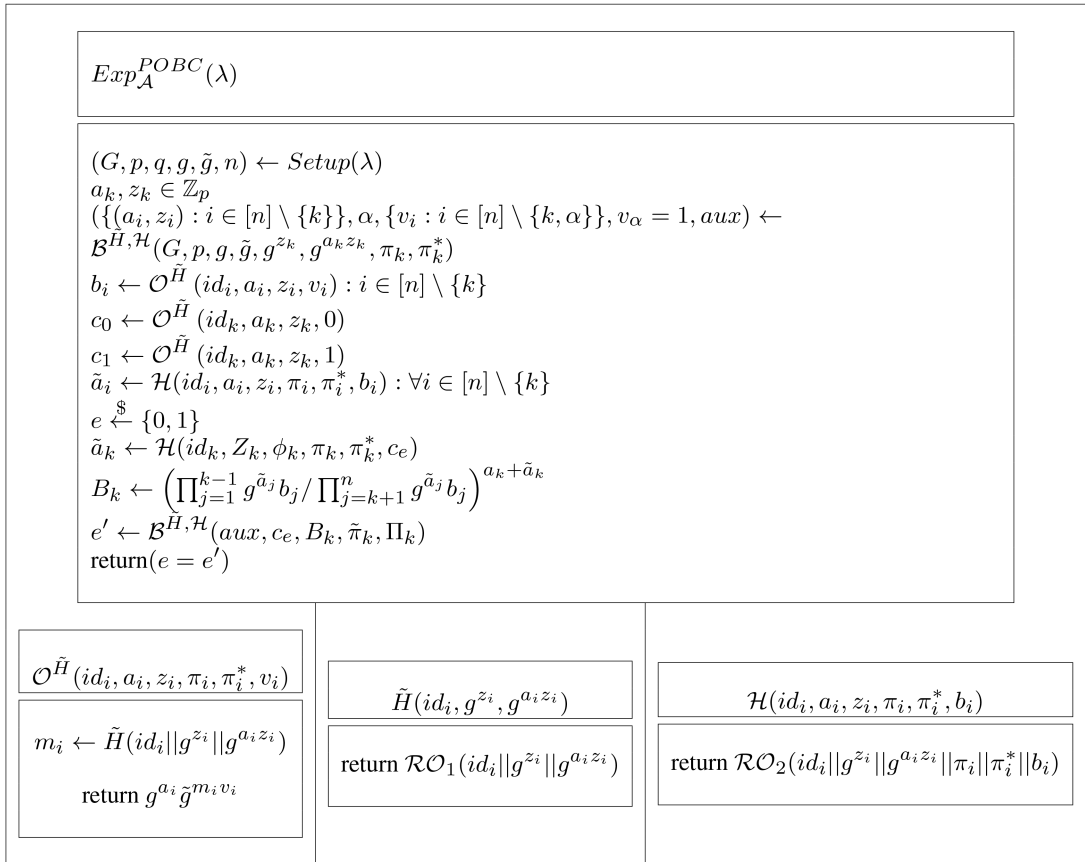 $Exp_{\mathcal{A}}^{POBC}(\lambda)$
$(G, p, q, g, \tilde{g}, n) \leftarrow Setup(\lambda)$
$a_k, z_k \in \mathbb{Z}_p$
$(\{(a_i, z_i) : i \in [n] \setminus \{k\}\}, \alpha, \{v_i : i \in [n] \setminus \{k, \alpha\}\}, v_\alpha = 1, aux) \leftarrow$
$\mathcal{B}^{\tilde{H}, \mathcal{H}}(G, p, g, \tilde{g}, g^{z_k}, g^{a_k z_k}, \pi_k, \pi_k^*)$
$b_i \leftarrow \mathcal{O}^{\tilde{H}}(id_i, a_i, z_i, v_i) : i \in [n] \setminus \{k\}$
$c_0 \leftarrow \mathcal{O}^{\tilde{H}}(id_k, a_k, z_k, 0)$
$c_1 \leftarrow \mathcal{O}^{\tilde{H}}(id_k, a_k, z_k, 1)$
$\tilde{a}_i \leftarrow \mathcal{H}(id_i, a_i, z_i, \pi_i, \pi_i^*, b_i) : \forall i \in [n] \setminus \{k\}$
$e \stackrel{\$}{\leftarrow} \{0, 1\}$
$\tilde{a}_k \leftarrow \mathcal{H}(id_k, Z_k, \phi_k, \pi_k, \pi_k^*, c_e)$
$B_k \leftarrow \left(\prod_{j=1}^{k-1} g^{\tilde{a}_j} b_j / \prod_{j=k+1}^{n} g^{\tilde{a}_j} b_j\right)^{a_k + \tilde{a}_k}$
$e' \leftarrow \mathcal{B}^{\tilde{H}, \mathcal{H}}(aux, c_e, B_k, \tilde{\pi}_k, \Pi_k)$
return$(e = e')$
$\mathcal{O}^{\tilde{H}}(id_i, a_i, z_i, \pi_i, \pi_i^*, v_i)$
$m_i \leftarrow \tilde{H}(id_i || g^{z_i} || g^{a_i z_i})$
return $g^{a_i} \tilde{g}^{m_i v_i}$
$\tilde{H}(id_i, g^{z_i}, g^{a_i z_i})$
return $\mathcal{RO}_1(id_i || g^{z_i} || g^{a_i z_i})$
$\mathcal{H}(id_i, a_i, z_i, \pi_i, \pi_i^*, b_i)$
return $\mathcal{RO}_2(id_i || g^{z_i} || g^{a_i z_i} || \pi_i || \pi_i^* || b_i)$